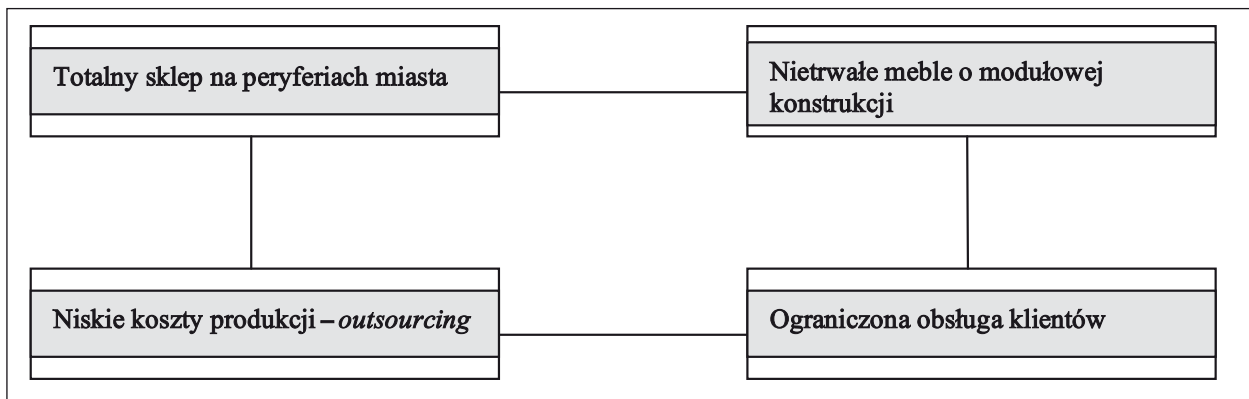 Totalny sklep na peryferiach miasta
Nietrwałe meble o modułowej
konstrukcji
Niskie koszty produkcji – outsourcing
Ograniczona obsługa klientów